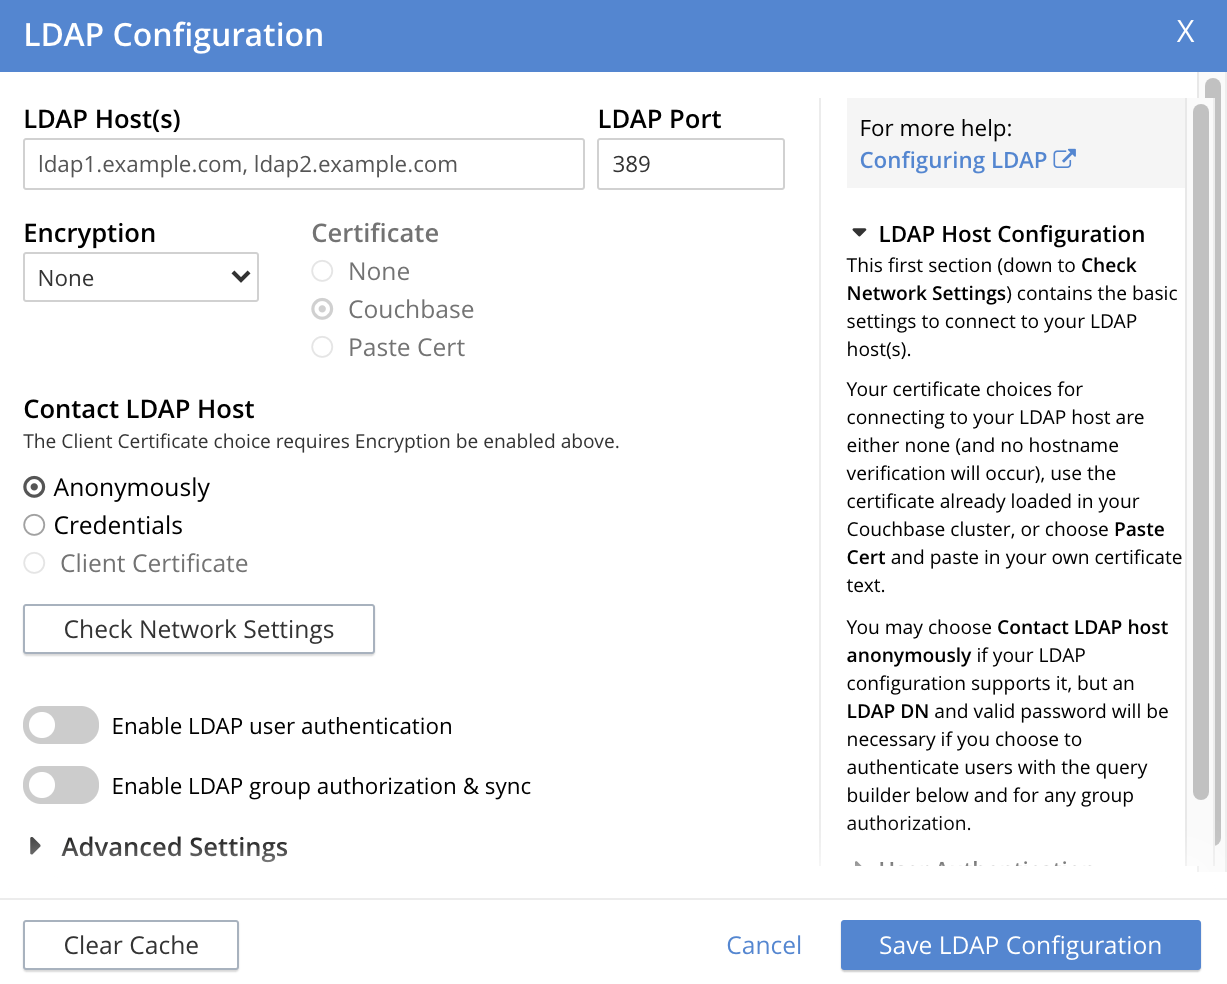 LDAP Configuration
X
LDAP Host(s)
LDAP Port
ldap1.example.com, ldap2.example.com
389
Encryption
Certificate
None
None
Couchbase
Paste Cert
Contact LDAP Host
The Client Certificate choice requires Encryption be enabled above.
Anonymously
Credentials
Client Certificate
Check Network Settings
Enable LDAP user authentication
Enable LDAP group authorization & sync
Advanced Settings
For more help:
Configuring LDAP
LDAP Host Configuration
This first section (down to Check
Network Settings) contains the basic
settings to connect to your LDAP
host(s).
Your certificate choices for
connecting to your LDAP host are
either none (and no hostname
verification will occur), use the
certificate already loaded in your
Couchbase cluster, or choose Paste
Cert and paste in your own certificate
text.
You may choose Contact LDAP host
anonymously if your LDAP
configuration supports it, but an
LDAP DN and valid password will be
necessary if you choose to
authenticate users with the query
builder below and for any group
authorization.
User Authentication
Clear Cache
Cancel
Save LDAP Configuration